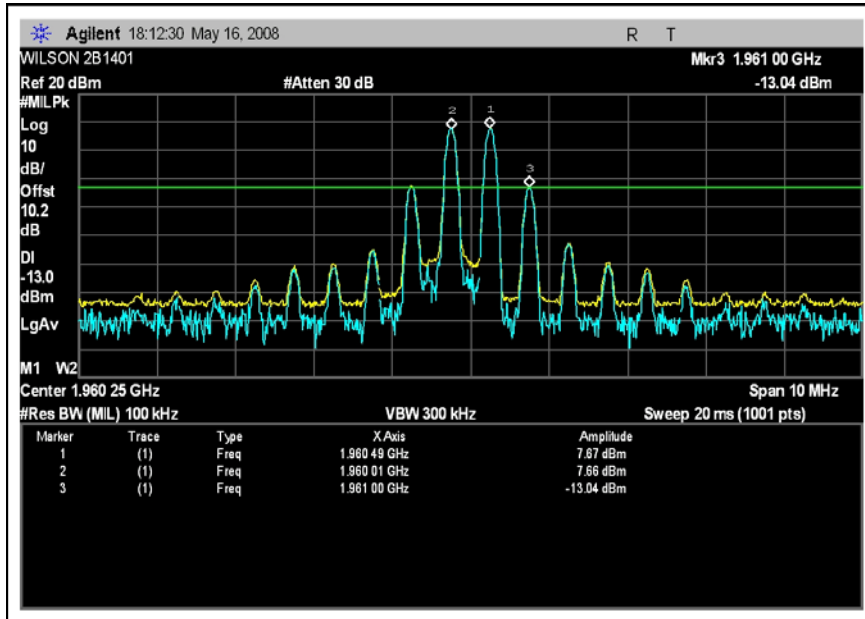 Agilent 18:12:30 May 16, 2008 R T
WILSON 2B1401 Mkr3 1.961 00 GHz
Ref 20 dBm #Atten 30 dB -13.04 dBm
#MILPk
Log
10
dB/
Offst
10.2
dB
DI
-13.0
dBm
LgAv
M1 W2
2 1
3
Center 1.960 25 GHz Span 10 MHz
#Res BW (MIL) 100 kHz VBW 300 kHz Sweep 20 ms (1001 pts)
Marker Trace Type X Axis Amplitude
1 (1) Freq 1.960 49 GHz 7.67 dBm
2 (1) Freq 1.960 01 GHz 7.66 dBm
3 (1) Freq 1.961 00 GHz -13.04 dBm